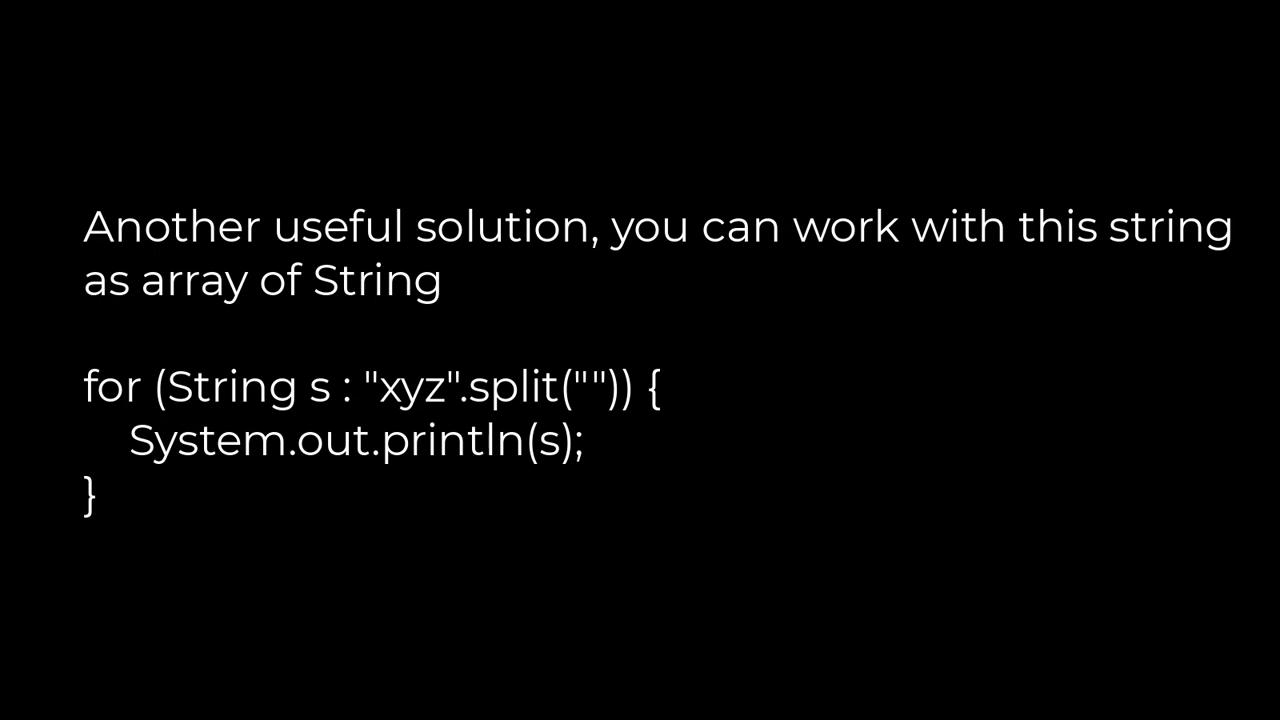 Another useful solution, you can work with this string
as array of String
for (String s : "xyz".split("")) {
    System.out.println(s);
}